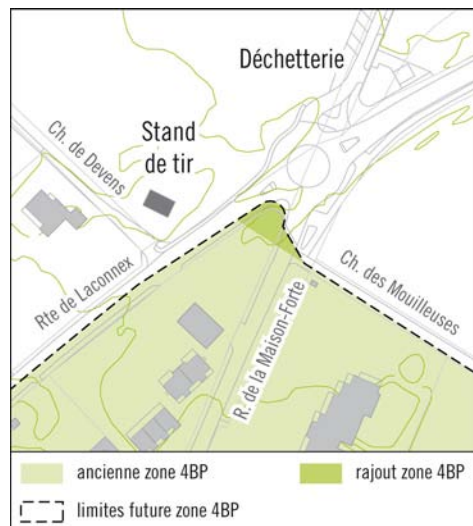 Déchetterie
Stand
de tir
Ch. de Devens
Rte de Laconnex
Ch. des Mouilleuses
R. de la Maison-Forte
ancienne zone 4BP
rajout zone 4BP
limites future zone 4BP